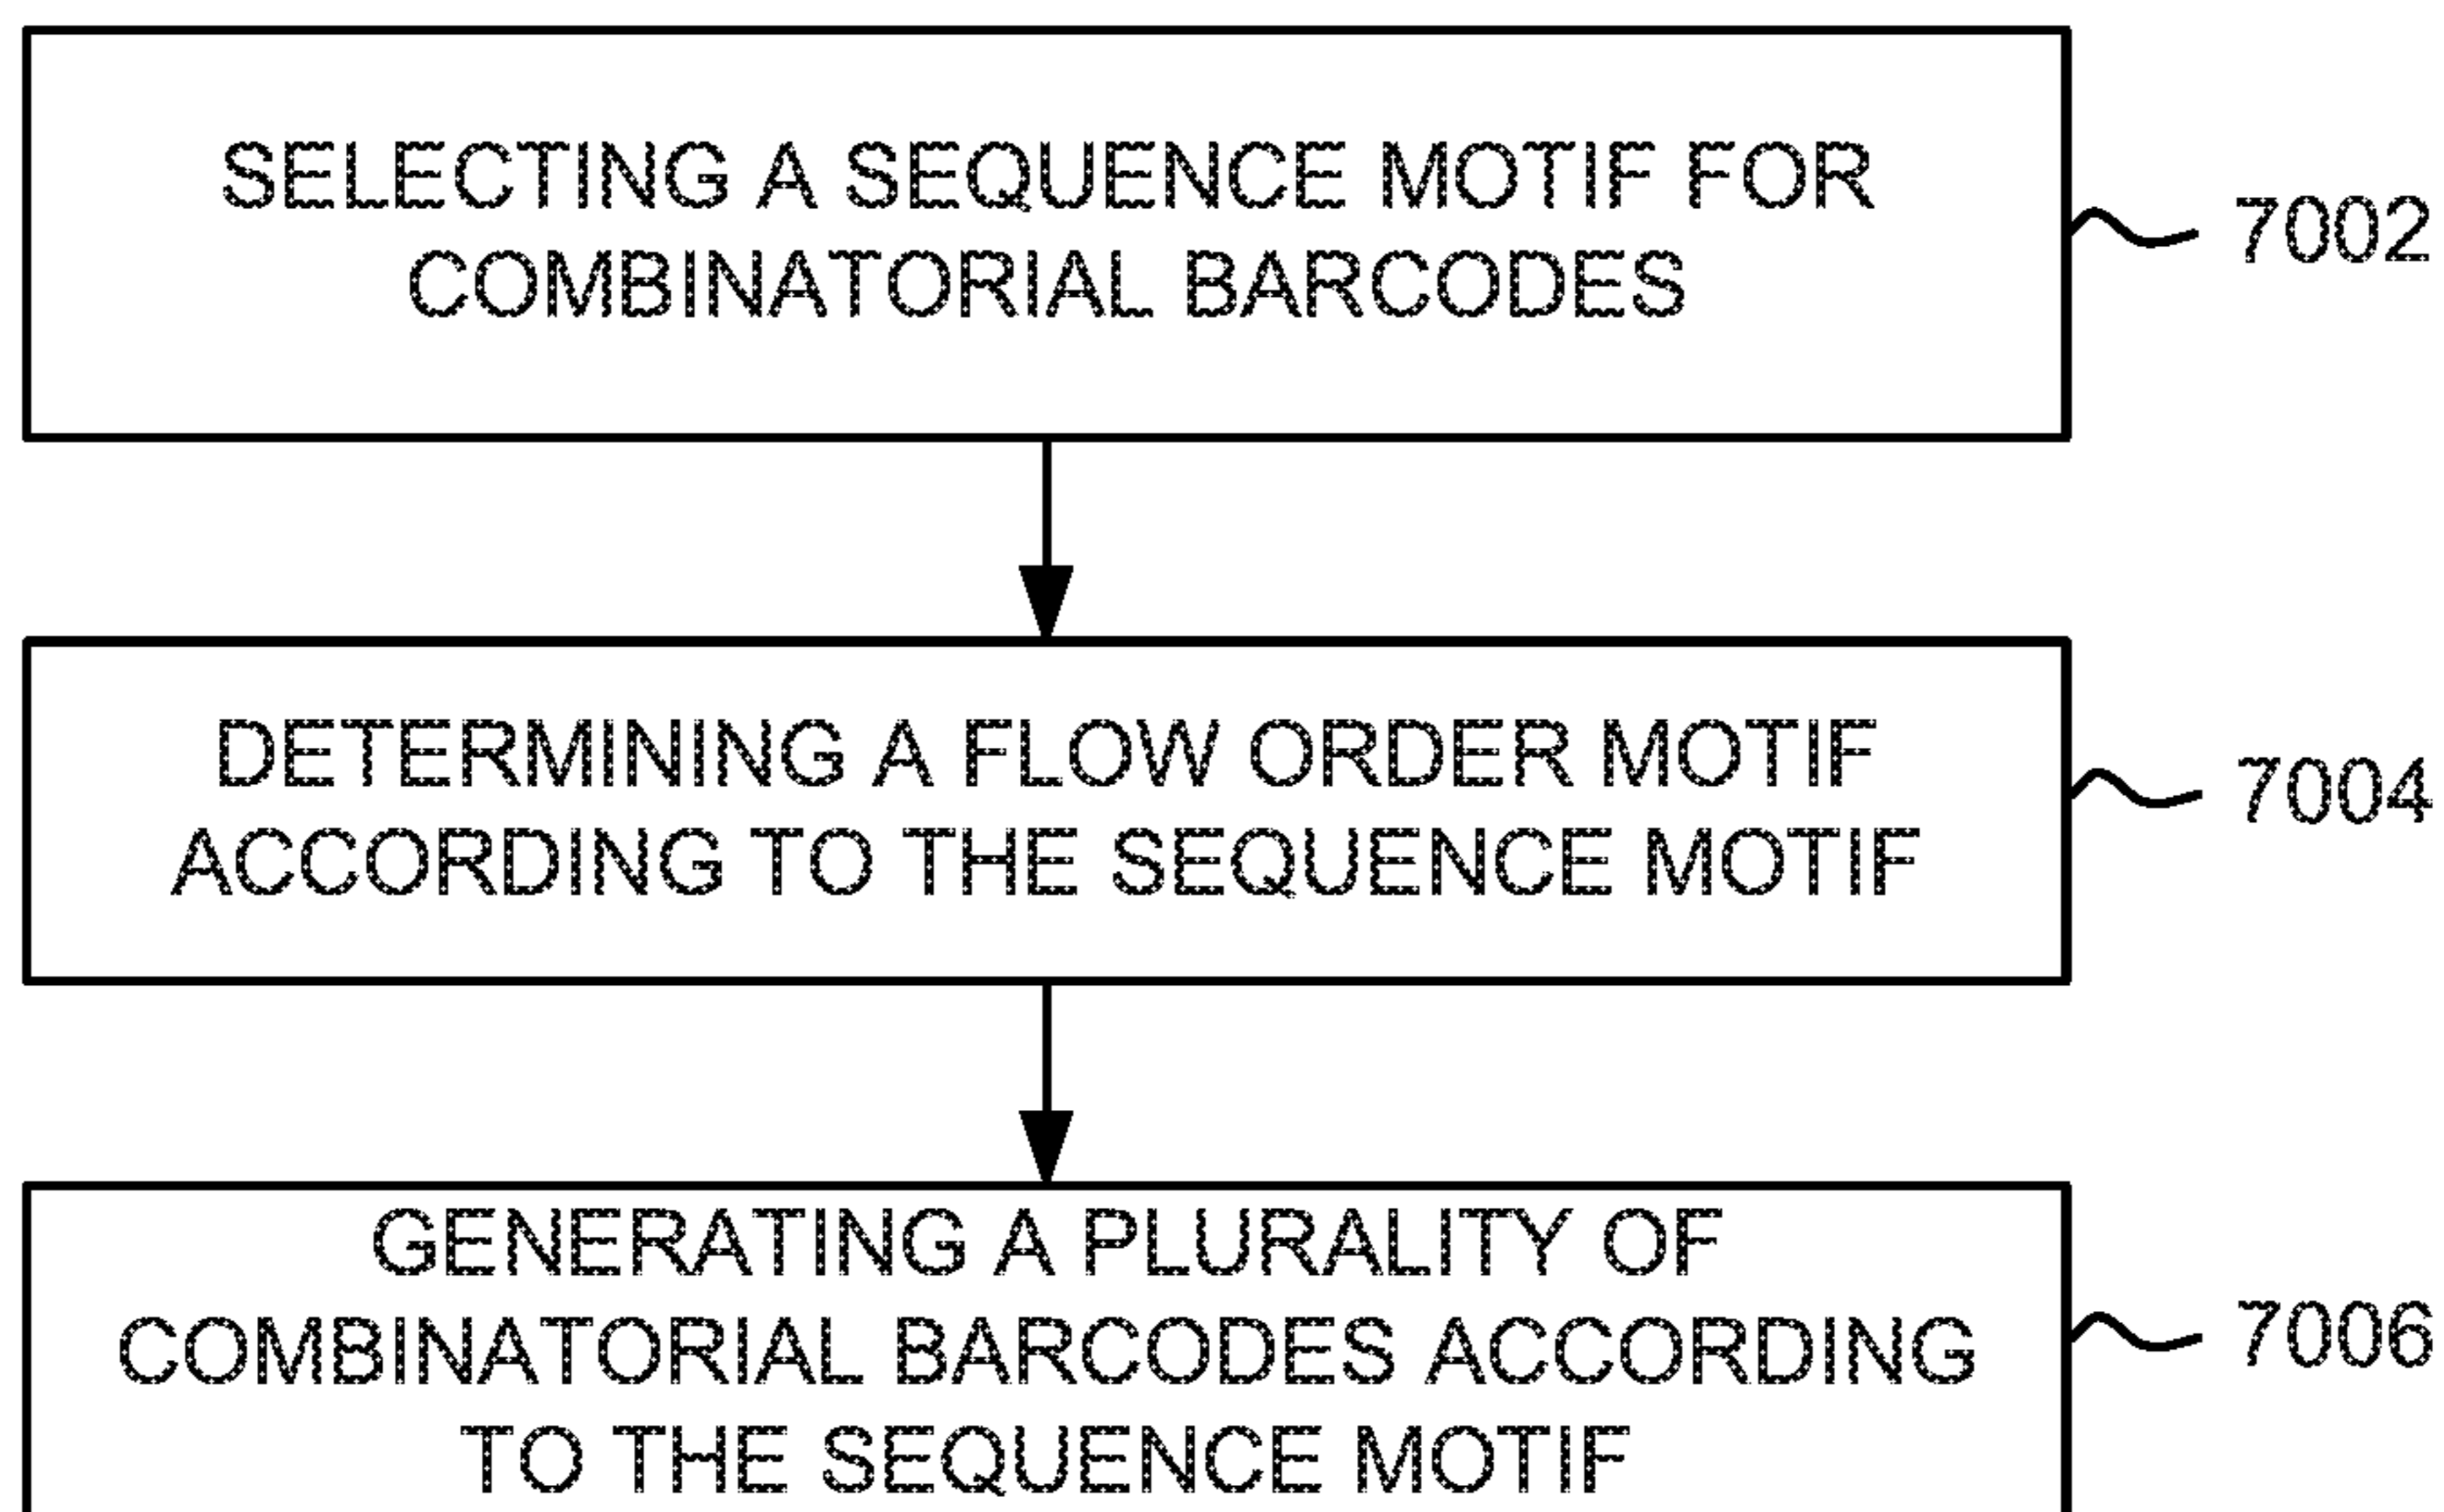 SELECTING A SEQUENCE MOTIF FOR
COMBINATORIAL BARCODES
7002
DETERMINING A FLOW ORDER MOTIF
ACCORDING TO THE SEQUENCE MOTIF
7004
GENERATING A PLURALITY OF
COMBINATORIAL BARCODES ACCORDING
TO THE SEQUENCE MOTIF
7006